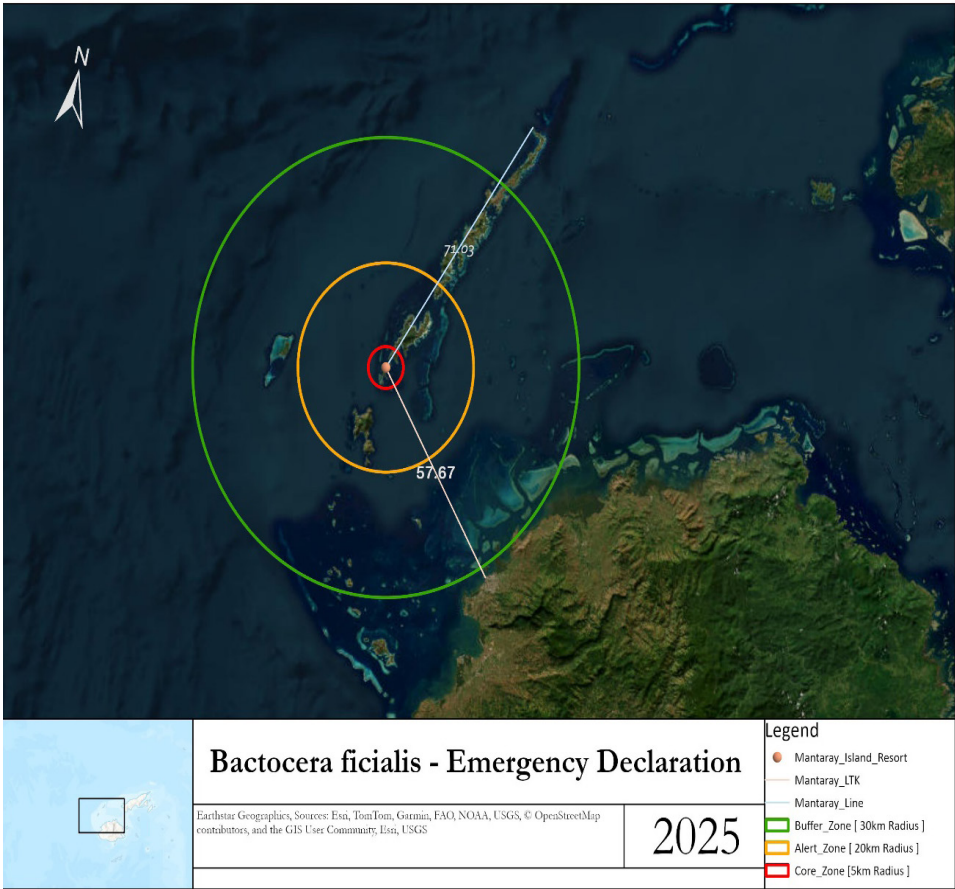 N
71.03
57.67
Bactocera ficialis - Emergency Declaration
Earthstar Geographics, Sources: Esri, TomTom, Garmin, FAO, NOAA, USGS, © OpenStreetMap
contributors, and the GIS User Community, Esri, USGS
2025
Legend
Mantaray_Island_Resort
Mantaray_LTK
Mantaray_Line
Buffer_Zone [ 30km Radius ]
Alert_Zone [ 20km Radius ]
Core_Zone [5km Radius ]